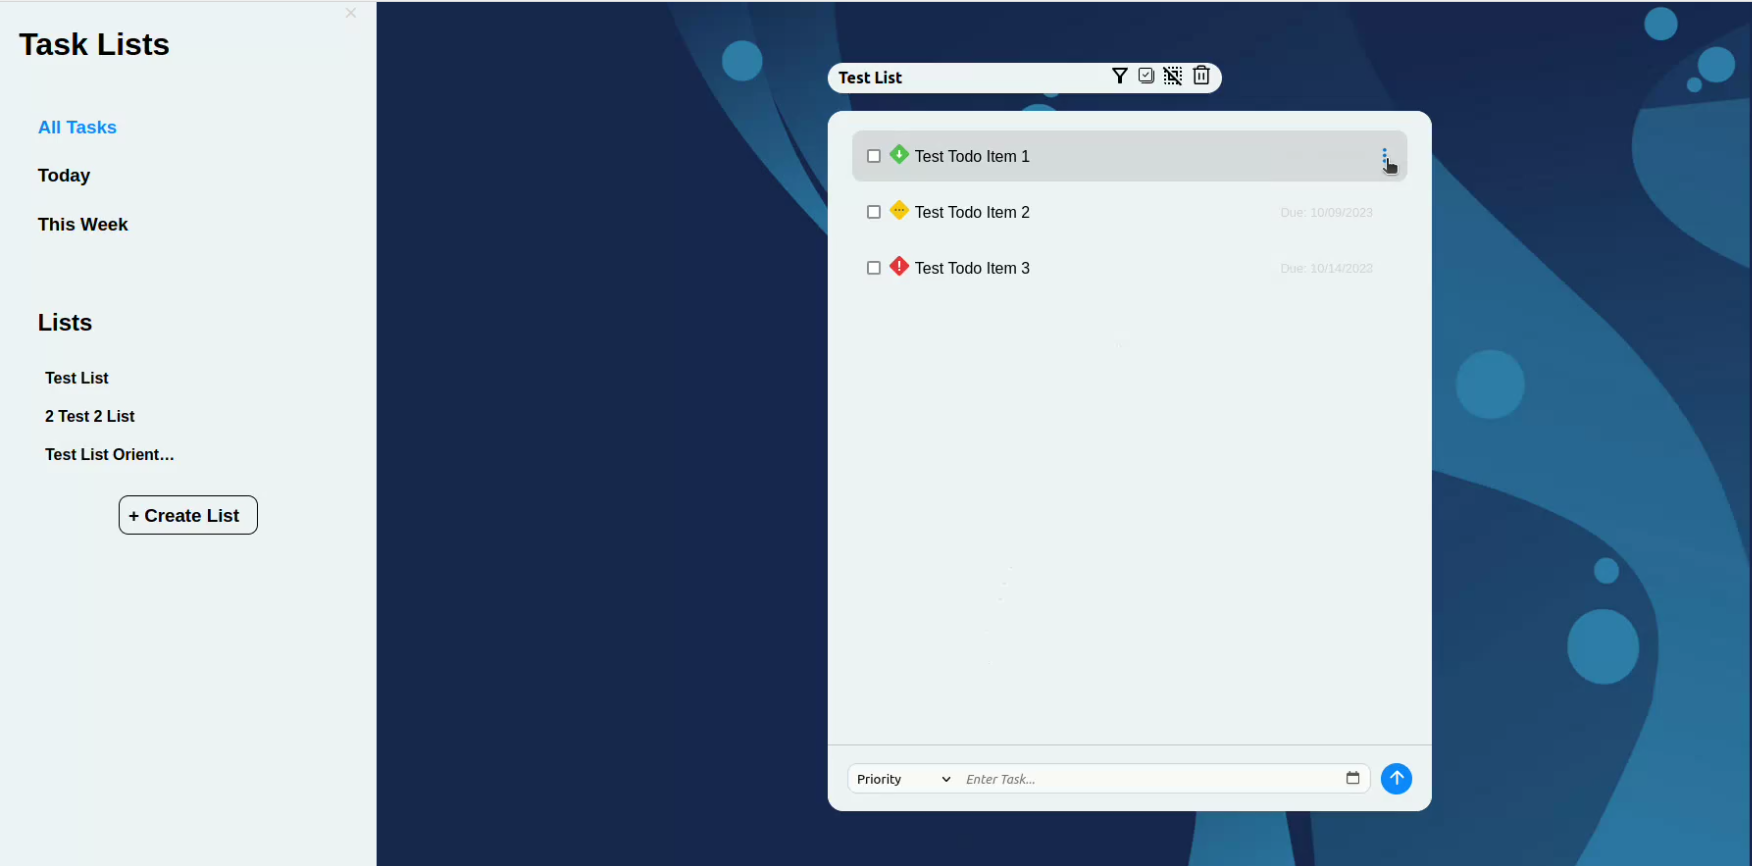 Task Lists
All Tasks
Today
This Week
Lists
Test List
2 Test 2 List
Test List Orient...
+ Create List
Test List
Test Todo Item 1
Test Todo Item 2
Due: 10/09/2023
Test Todo Item 3
Due: 10/14/2023
Priority
Enter Task...